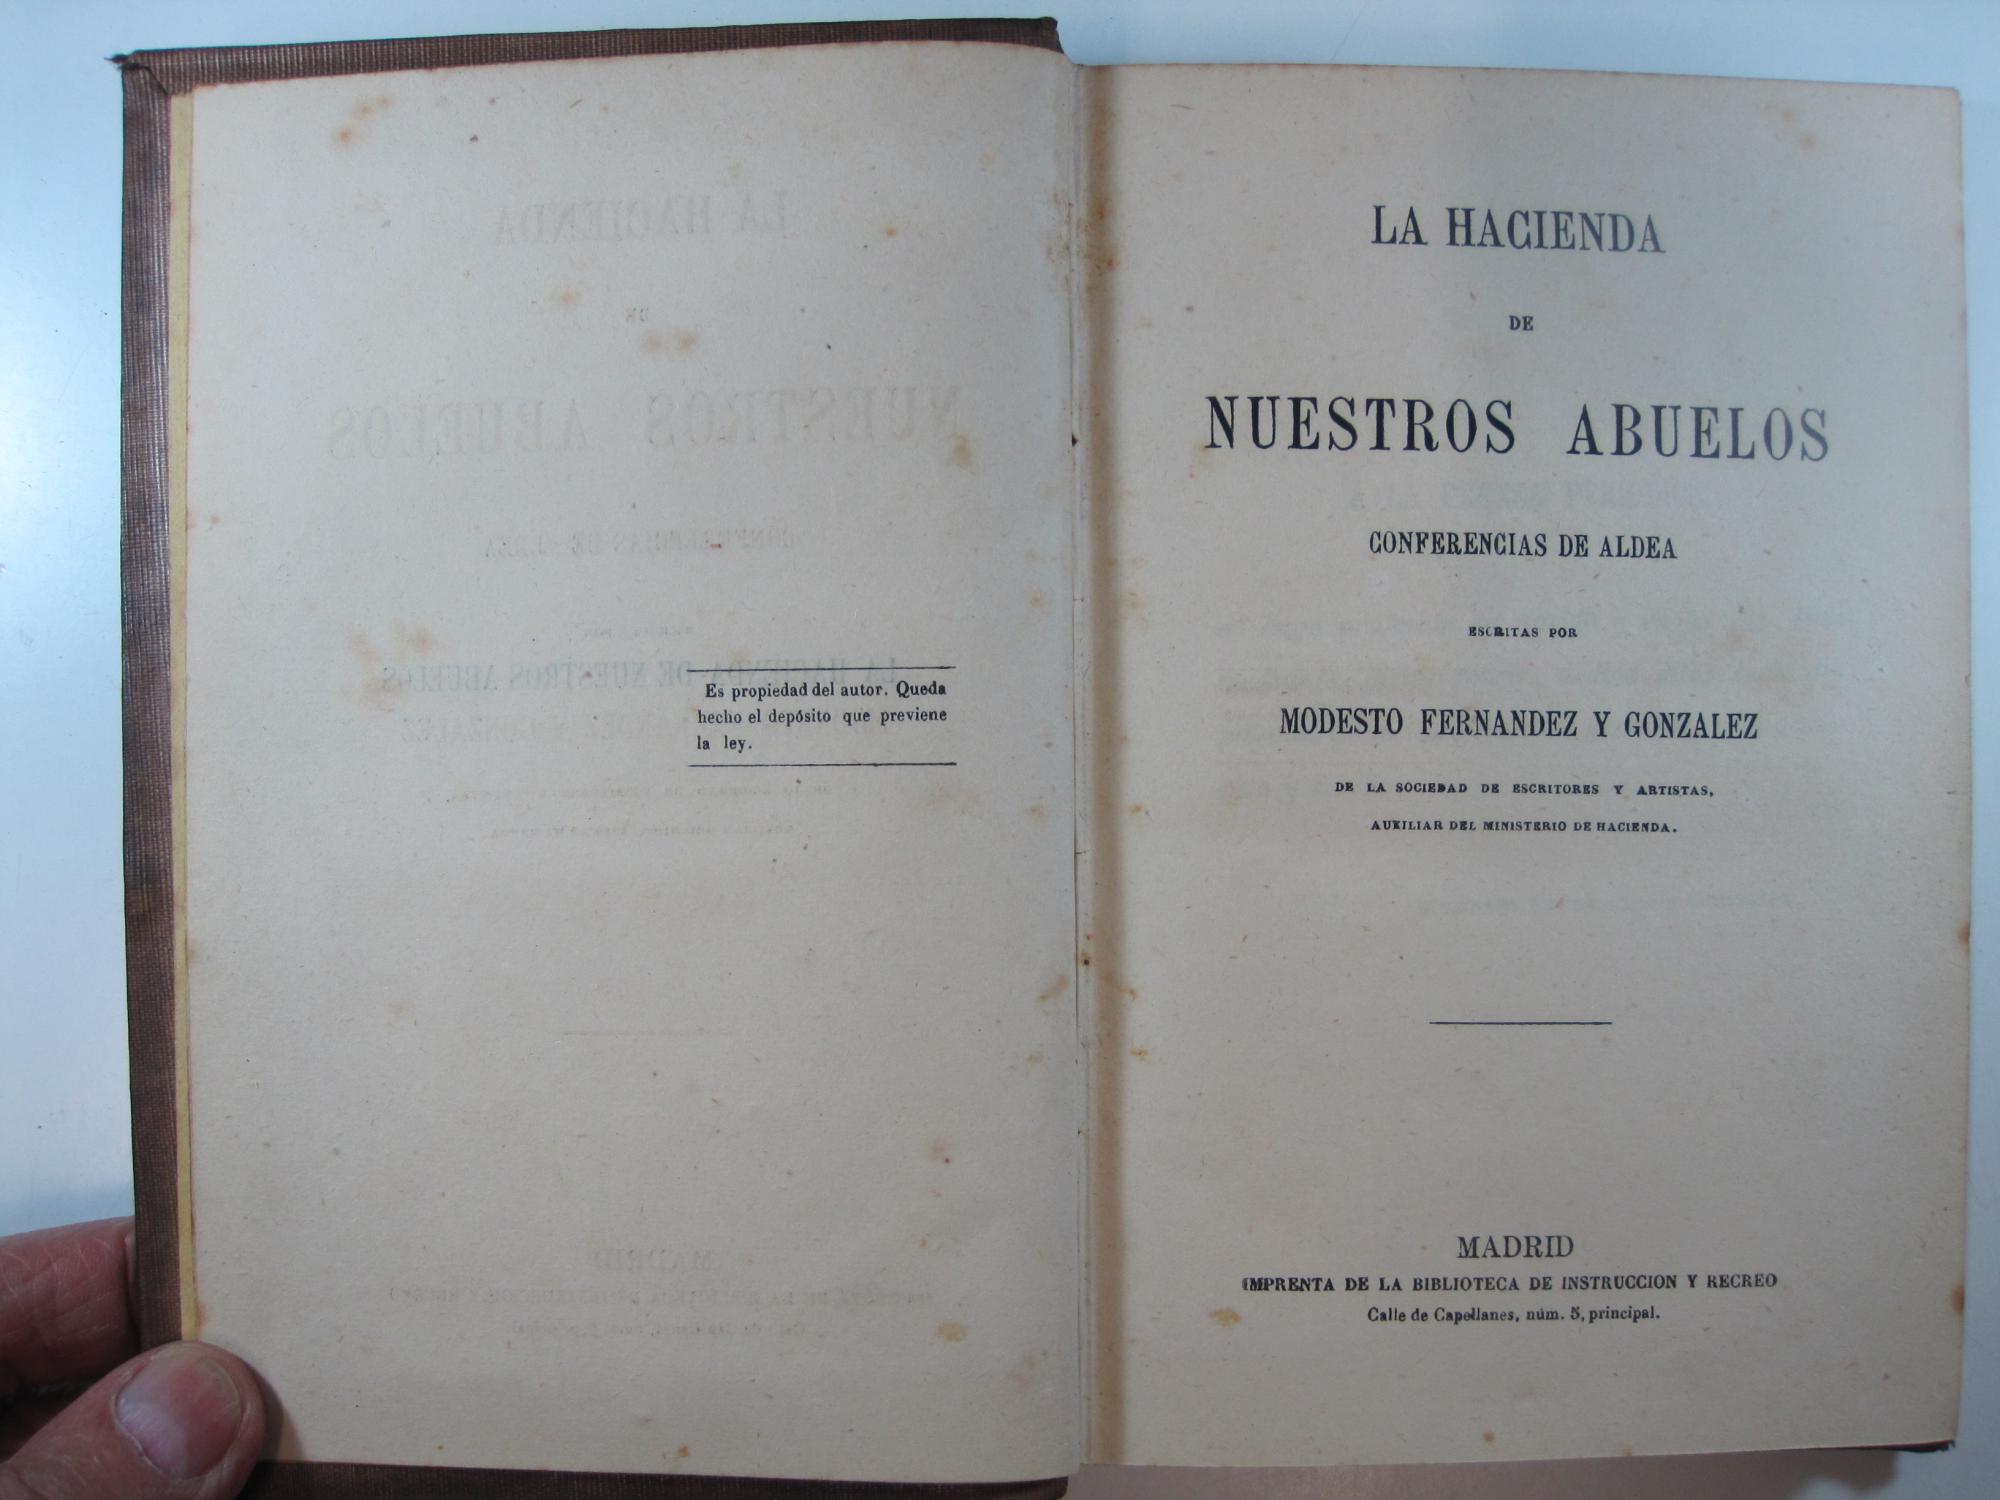 Es propiedad del autor. Queda
hecho el depósito que previene
la ley.
LA HACIENDA
DE
NUESTROS ABUELOS
CONFERENCIAS DE ALDEA
ESCRITAS POR
MODESTO FERNANDEZ Y GONZALEZ
DE LA SOCIEDAD DE ESCRITORES Y ARTISTAS,
AUXILIAR DEL MINISTERIO DE HACIENDA.
MADRID
IMPRENTA DE LA BIBLIOTECA DE INSTRUCCION Y RECREO
Calle de Capellanes, núm. 5, principal.